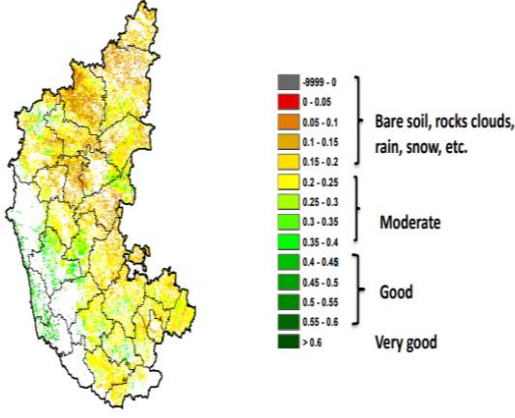 -9999 - 0
0 - 0.05
0.05 - 0.1
0.1 - 0.15
0.15 - 0.2
Bare soil, rocks clouds,
rain, snow, etc.
0.2 - 0.25
0.25 - 0.3
0.3 - 0.35
0.35 - 0.4
Moderate
0.4 - 0.45
0.45 - 0.5
0.5 - 0.55
0.55 - 0.6
Good
> 0.6
Very good